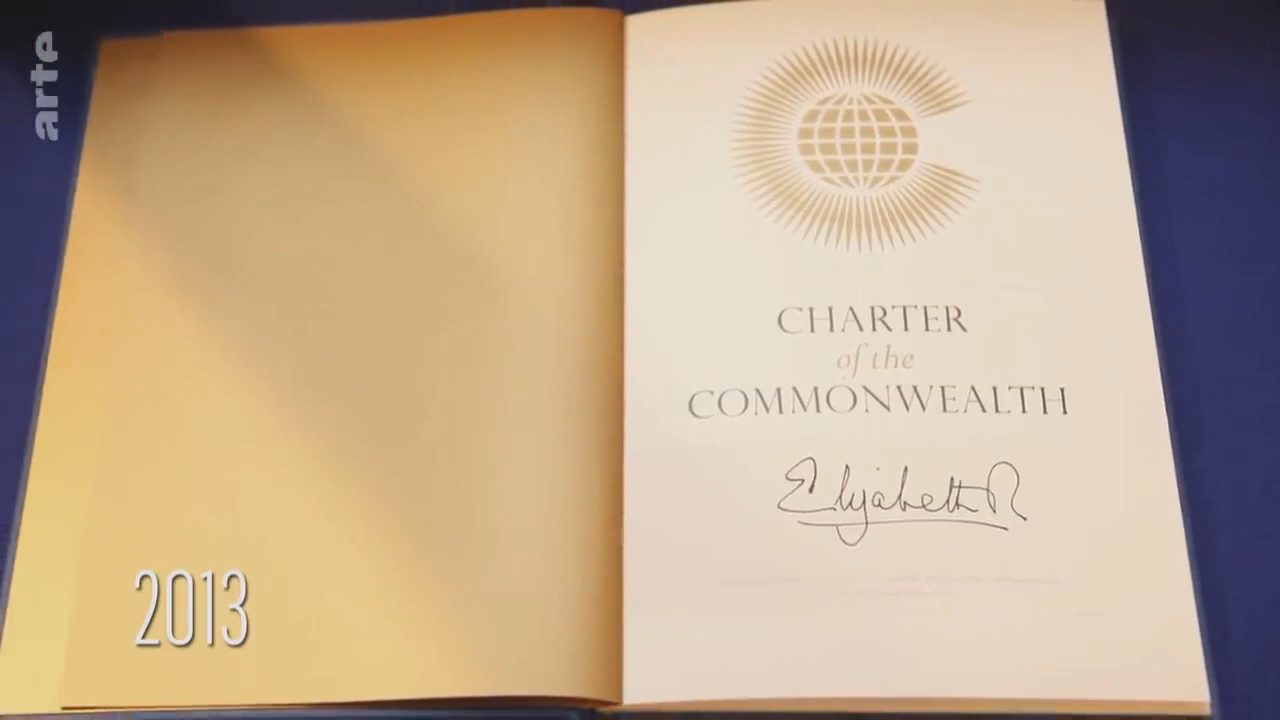 arte
CHARTER
of the
COMMONWEALTH
Elizabeth R
2013